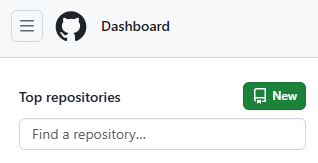 Dashboard
Top repositories
New
Find a repository...